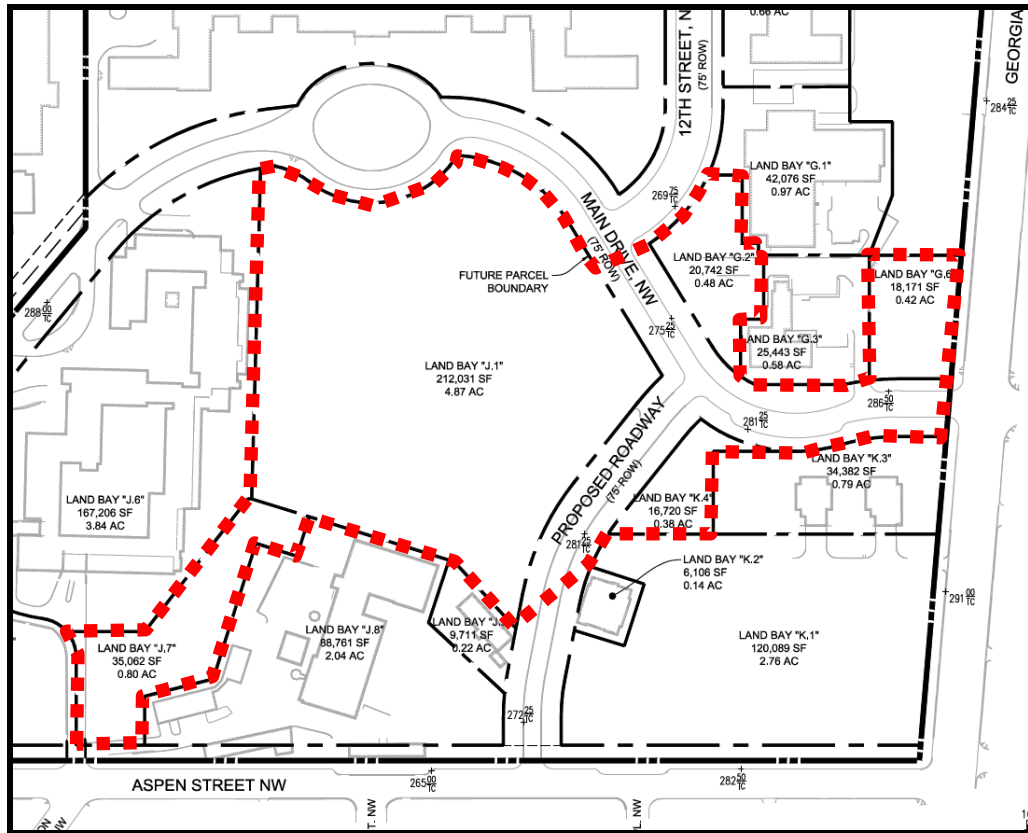 0.66 AC
12TH STREET, N
(75' ROW)
GEORGIA
284 25
TC
LAND BAY "G.1"
42,076 SF
0.97 AC
269 75
TC
MAIN DRIVE, NW
(75' ROW)
LAND BAY "G.2"
20,742 SF
0.48 AC
LAND BAY "G.6
18,171 SF
0.42 AC
FUTURE PARCEL
BOUNDARY
288 00
TC
275 25
TC
LAND BAY "G.3"
25,443 SF
0.58 AC
LAND BAY "J.1"
212,031 SF
4.87 AC
286 50
TC
281 25
TC
PROPOSED ROADWAY
(75' ROW)
LAND BAY "K.3"
34,382 SF
0.79 AC
LAND BAY "J.6"
167,206 SF
3.84 AC
LAND BAY "K.4"
16,720 SF
0.38 AC
281 25
TC
LAND BAY "K.2"
6,106 SF
0.14 AC
291 00
TC
LAND BAY "J.7"
35,062 SF
0.80 AC
LAND BAY "J.8"
88,761 SF
2.04 AC
LAND BAY "J.
9,711 SF
0.22 AC
LAND BAY "K.1"
120,089 SF
2.76 AC
272 25
TC
265 00
TC
282 50
TC
ASPEN STREET NW
ON
NW
T. NW
PL. NW